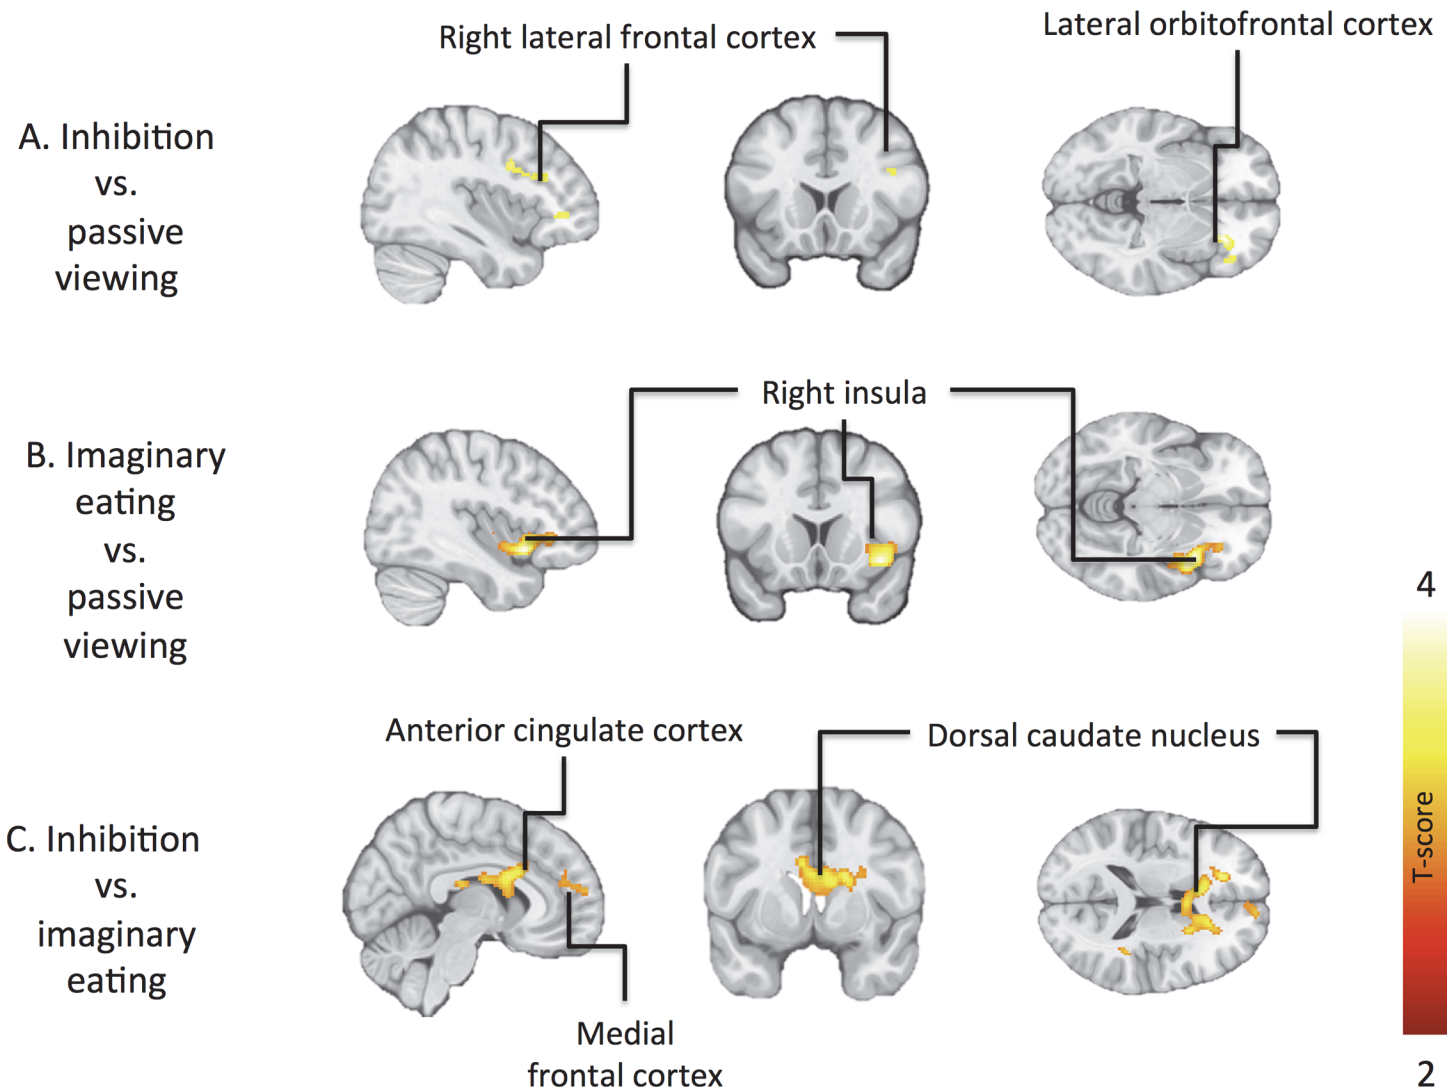 Right lateral frontal cortex
Lateral orbitofrontal cortex
A. Inhibition
vs.
passive
viewing
Right insula
B. Imaginary
eating
vs.
passive
viewing
4
T-score
2
Anterior cingulate cortex
Dorsal caudate nucleus
C. Inhibition
vs.
imaginary
eating
Medial
frontal cortex